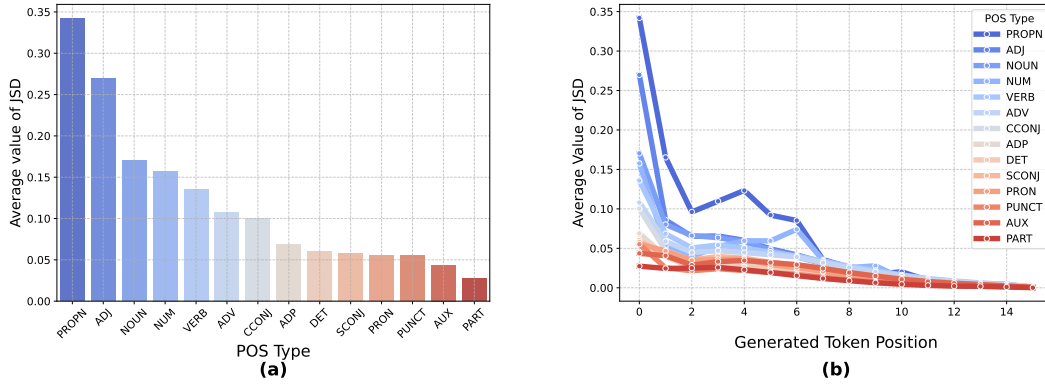 Average value of JSD
0.35
0.30
0.25
0.20
0.15
0.10
0.05
0.00
PROPN
ADJ
NOUN
NUM
VERB
ADV
CCONJ
ADP
DET
SCONJ
PRON
PUNCT
AUX
PART
POS Type
(a)
Average Value of JSD
0.35
0.30
0.25
0.20
0.15
0.10
0.05
0.00
0 2 4 6 8 10 12 14
Generated Token Position
POS Type
PROPN
ADJ
NOUN
NUM
VERB
ADV
CCONJ
ADP
DET
SCONJ
PRON
PUNCT
AUX
PART
(b)